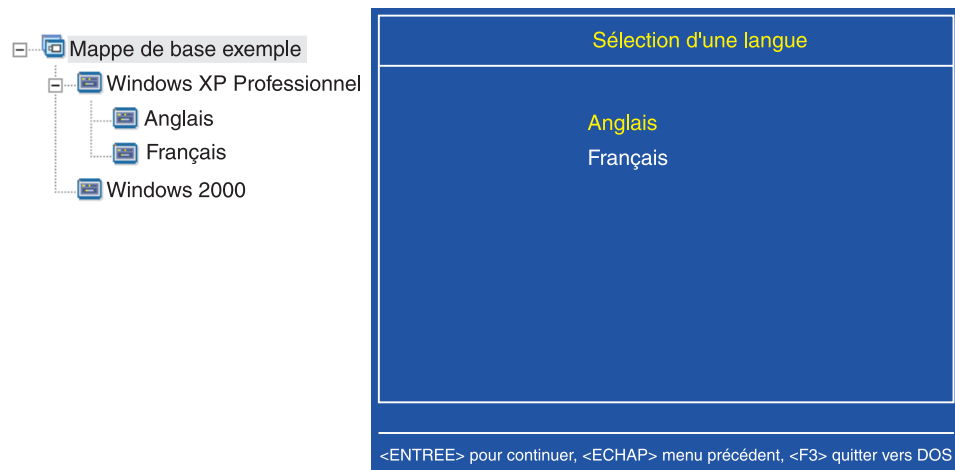 Mappe de base exemple
Windows XP Professionnel
Anglais
Français
Windows 2000
Sélection d'une langue
Anglais
Français
<ENTREE> pour continuer, <ECHAP> menu précédent, <F3> quitter vers DOS